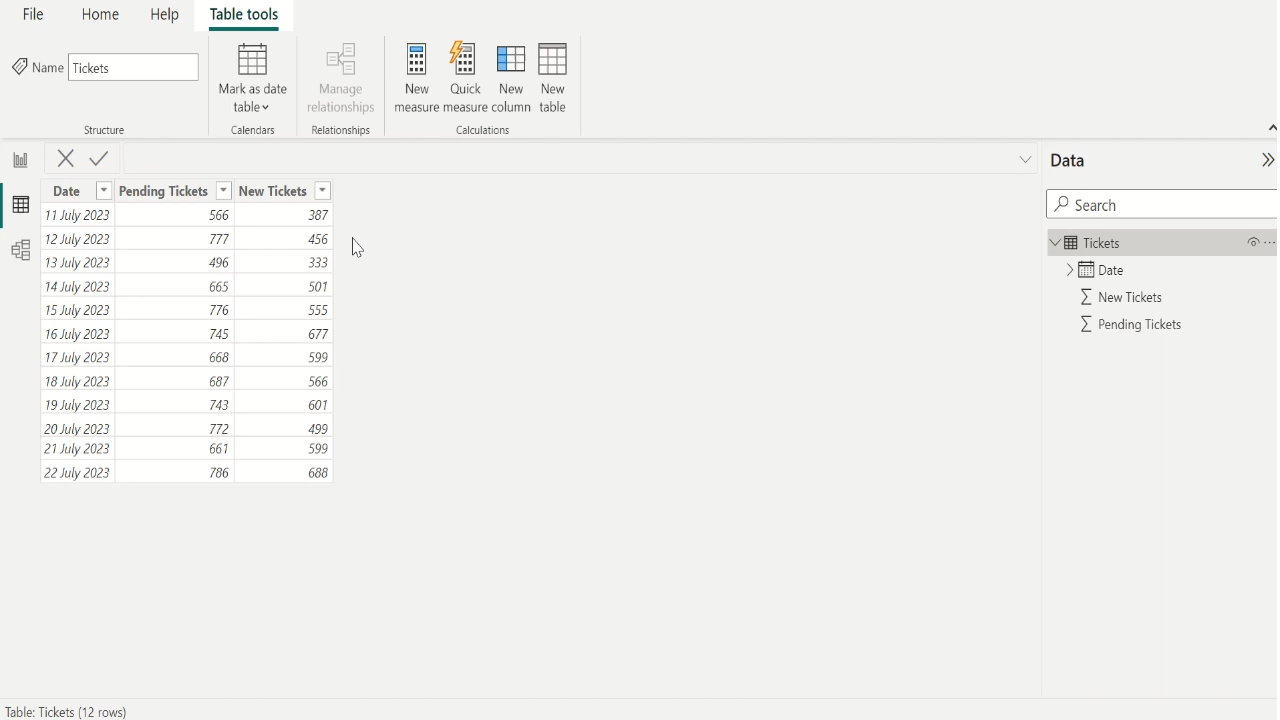 File Home Help Table tools
Name Tickets
Mark as date table
Manage relationships
New measure
Quick measure
New column
New table
Structure Calendars Relationships Calculations
Data
Search
Tickets
Date
New Tickets
Pending Tickets
Date Pending Tickets New Tickets
11 July 2023 566 387
12 July 2023 777 456
13 July 2023 496 333
14 July 2023 665 501
15 July 2023 776 555
16 July 2023 745 677
17 July 2023 668 599
18 July 2023 687 566
19 July 2023 743 601
20 July 2023 772 499
21 July 2023 661 599
22 July 2023 786 688
Table: Tickets (12 rows)